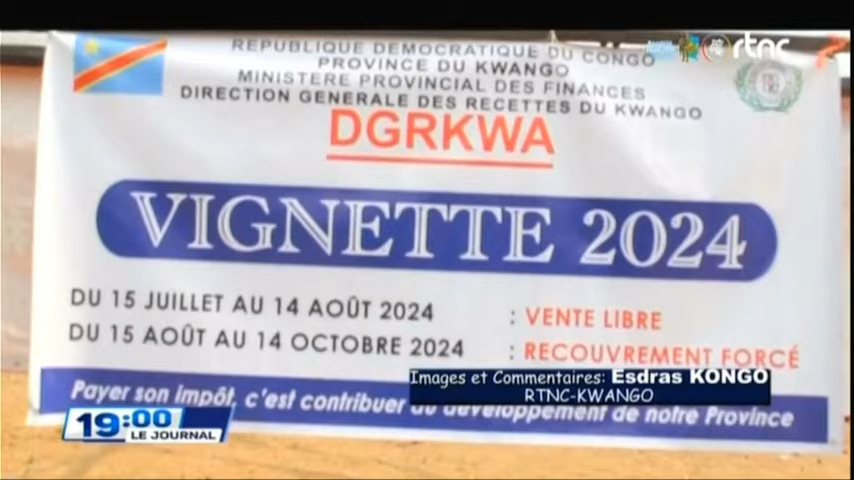 REPUBLIQUE DEMOCRATIQUE DU CONGO
PROVINCE DU KWANGO
MINISTERE PROVINCIAL DES FINANCES
DIRECTION GENERALE DES RECETTES DU KWANGO
rtnc
DGRKWA
VIGNETTE 2024
DU 15 JUILLET AU 14 AOÛT 2024 : VENTE LIBRE
DU 15 AOÛT AU 14 OCTOBRE 2024 : RECOUVREMENT FORCÉ
Images et Commentaires: Esdras KONGO
RTNC-KWANGO
Payer son impôt, c'est contribuer au développement de notre Province
19:00
LE JOURNAL